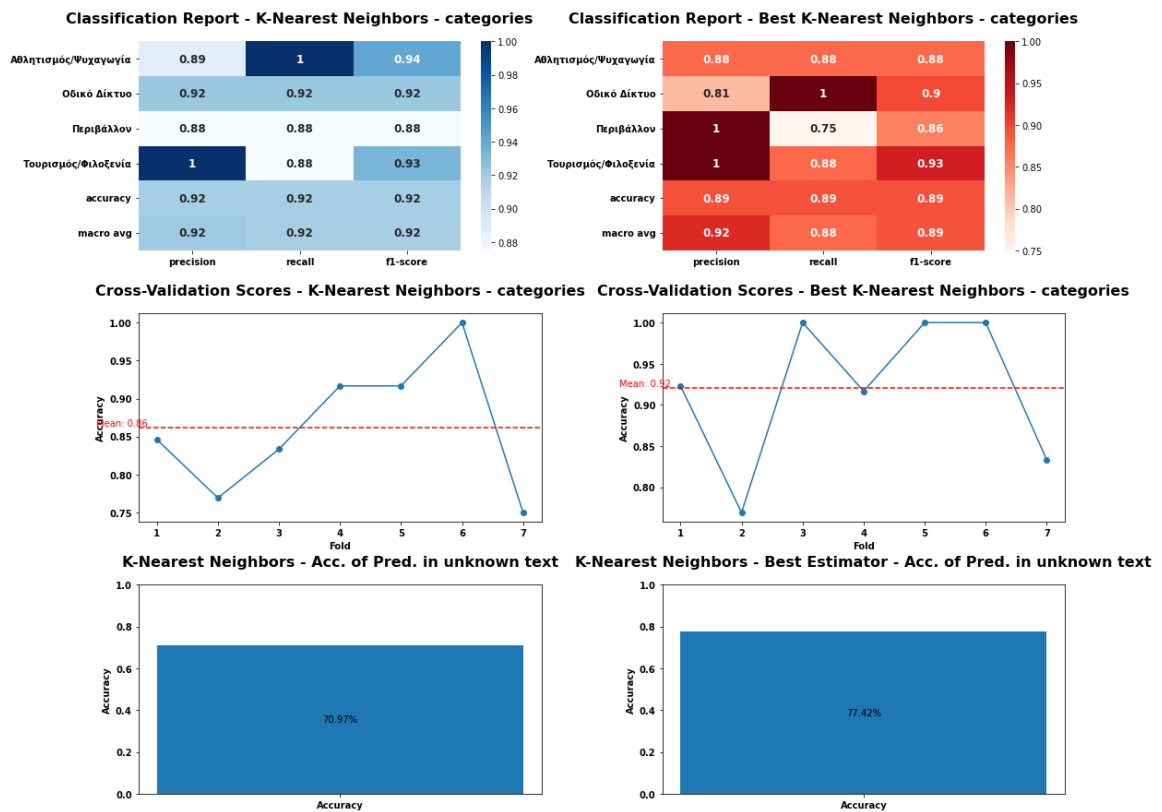 Classification Report - K-Nearest Neighbors - categories
Αθλητισμός/Ψυχαγωγία 0.89 1 0.94
Οδικό Δίκτυο 0.92 0.92 0.92
Περιβάλλον 0.88 0.88 0.88
Τουρισμός/Φιλοξενία 1 0.88 0.93
accuracy 0.92 0.92 0.92
macro avg 0.92 0.92 0.92
precision recall f1-score
1.00
0.98
0.96
0.94
0.92
0.90
0.88
Classification Report - Best K-Nearest Neighbors - categories
Αθλητισμός/Ψυχαγωγία 0.88 0.88 0.88
Οδικό Δίκτυο 0.81 1 0.9
Περιβάλλον 1 0.75 0.86
Τουρισμός/Φιλοξενία 1 0.88 0.93
accuracy 0.89 0.89 0.89
macro avg 0.92 0.88 0.89
precision recall f1-score
1.00
0.95
0.90
0.85
0.80
0.75
Cross-Validation Scores - K-Nearest Neighbors - categories
1.00
0.95
0.90
0.85
0.80
0.75
Accuracy
Mean: 0.86
1 2 3 4 5 6 7
Fold
Cross-Validation Scores - Best K-Nearest Neighbors - categories
1.00
0.95
0.90
0.85
0.80
Accuracy
Mean: 0.92
1 2 3 4 5 6 7
Fold
K-Nearest Neighbors - Acc. of Pred. in unknown text
1.0
0.8
0.6
0.4
0.2
0.0
Accuracy
70.97%
Accuracy
K-Nearest Neighbors - Best Estimator - Acc. of Pred. in unknown text
1.0
0.8
0.6
0.4
0.2
0.0
Accuracy
77.42%
Accuracy